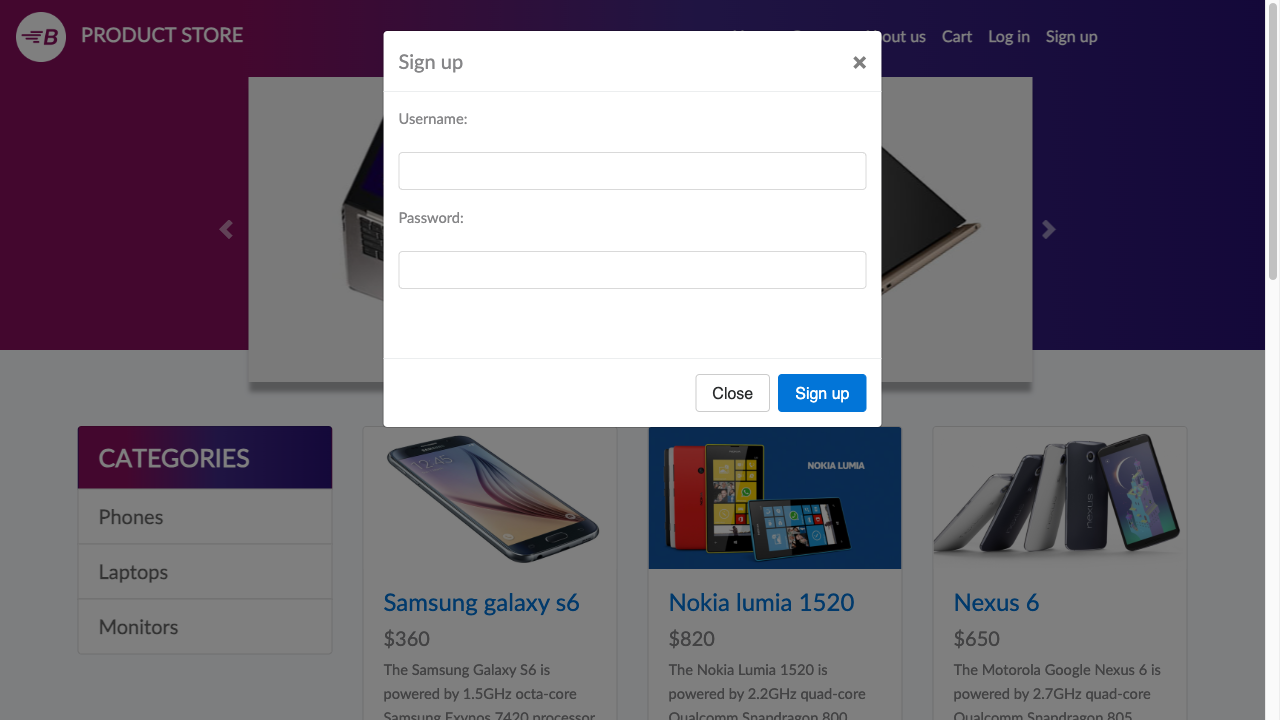 B PRODUCT STORE
out us Cart Log in Sign up
Sign up ×
Username:
Password:
Close Sign up
CATEGORIES
Phones
Laptops
Monitors
12:45
NOKIA LUMIA
nexus
Samsung galaxy s6
$360
The Samsung Galaxy S6 is
powered by 1.5GHz octa-core
Samsung Exynos 7420 processor
Nokia lumia 1520
$820
The Nokia Lumia 1520 is
powered by 2.2GHz quad-core
Qualcomm Snapdragon 800
Nexus 6
$650
The Motorola Google Nexus 6 is
powered by 2.7GHz quad-core
Qualcomm Snapdragon 805